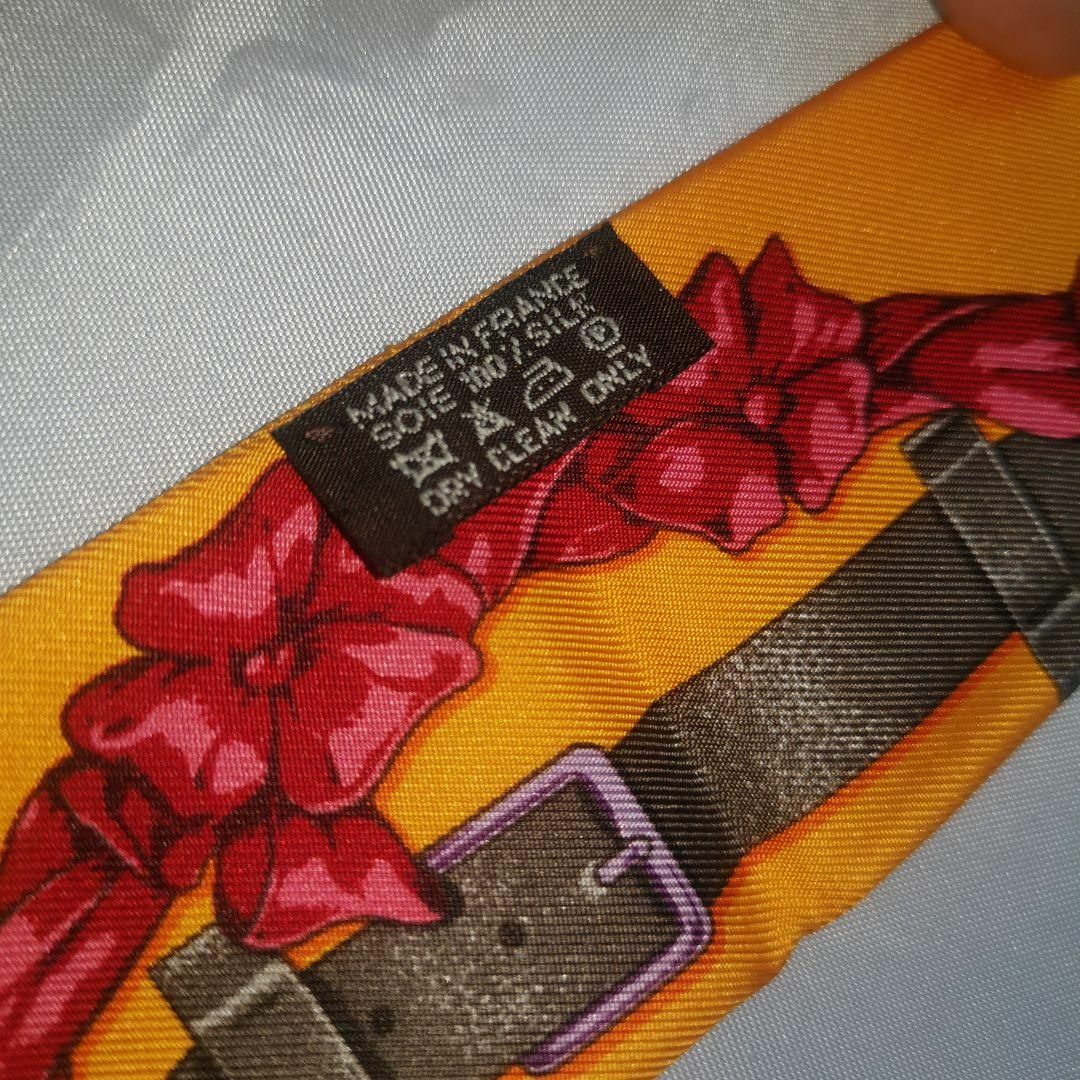 MADE IN FRANCE
SOIE 100% SILK
P
DRY CLEAN ONLY